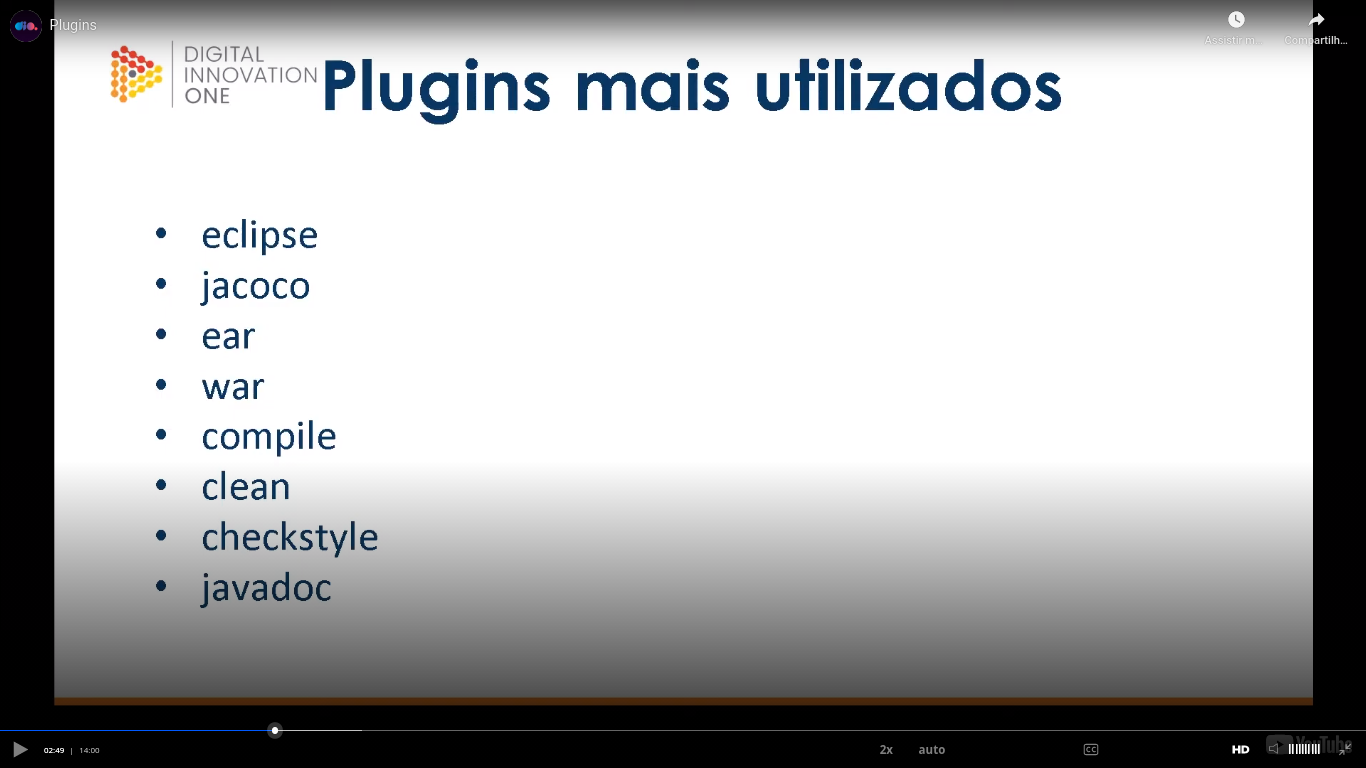 dio.
Plugins
Assistir m...
Compartilh...
DIGITAL
INNOVATION
ONE
Plugins mais utilizados
• eclipse
• jacoco
• ear
• war
• compile
• clean
• checkstyle
• javadoc
02:49 | 14:00
2x
auto
CC
HD
YouTube